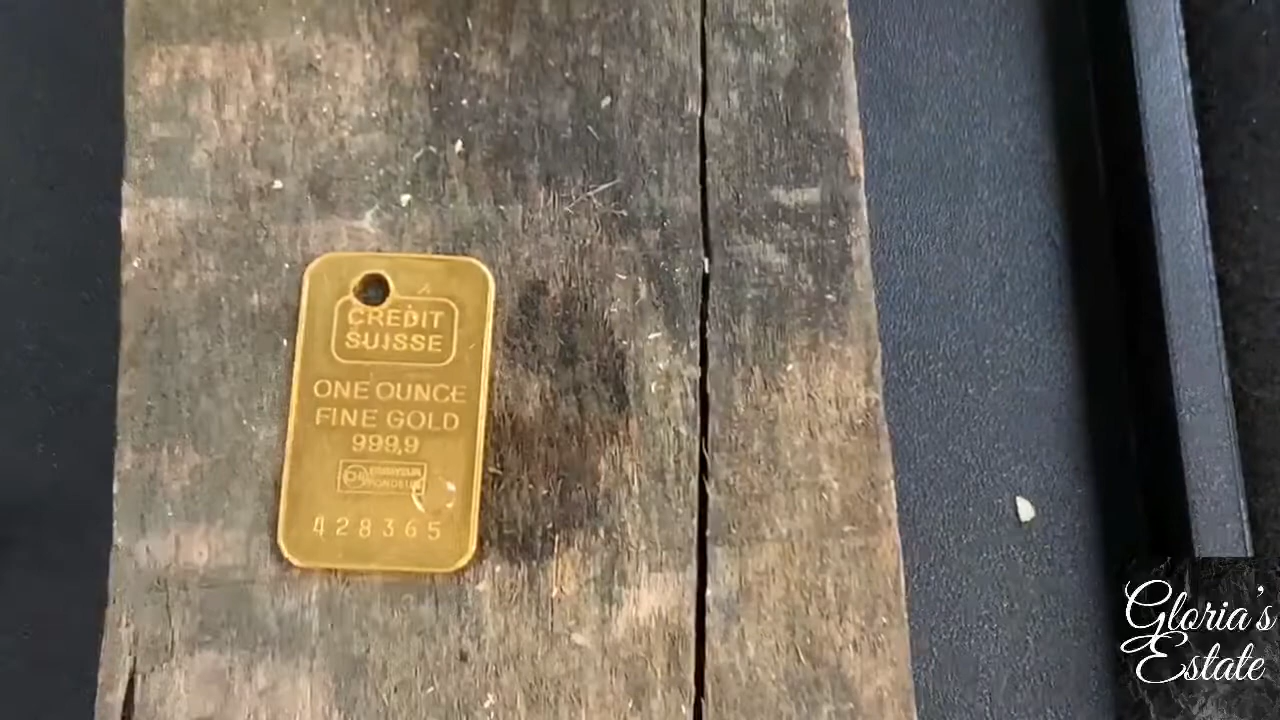 CREDIT
SUISSE
ONE OUNCE
FINE GOLD
999,9
428365
Gloria's
Estate